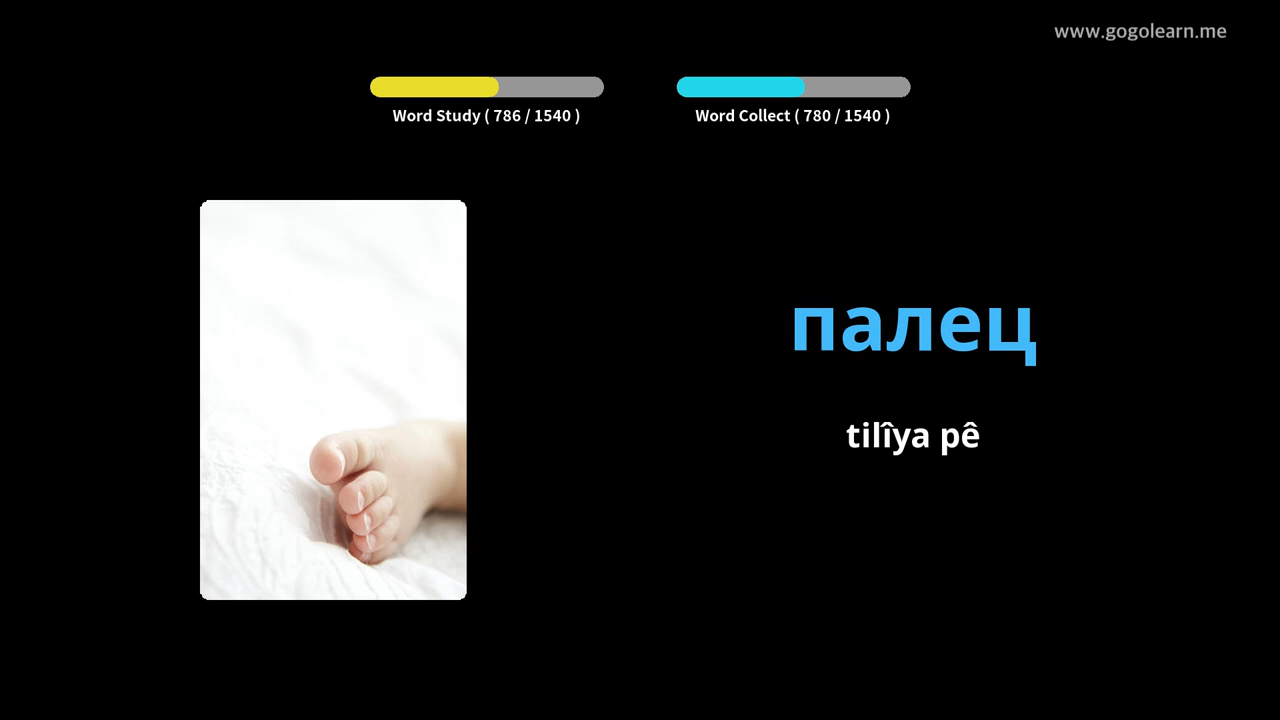 www.gogolearn.me
Word Study ( 786 / 1540 )
Word Collect ( 780 / 1540 )
палец
tilîya pê